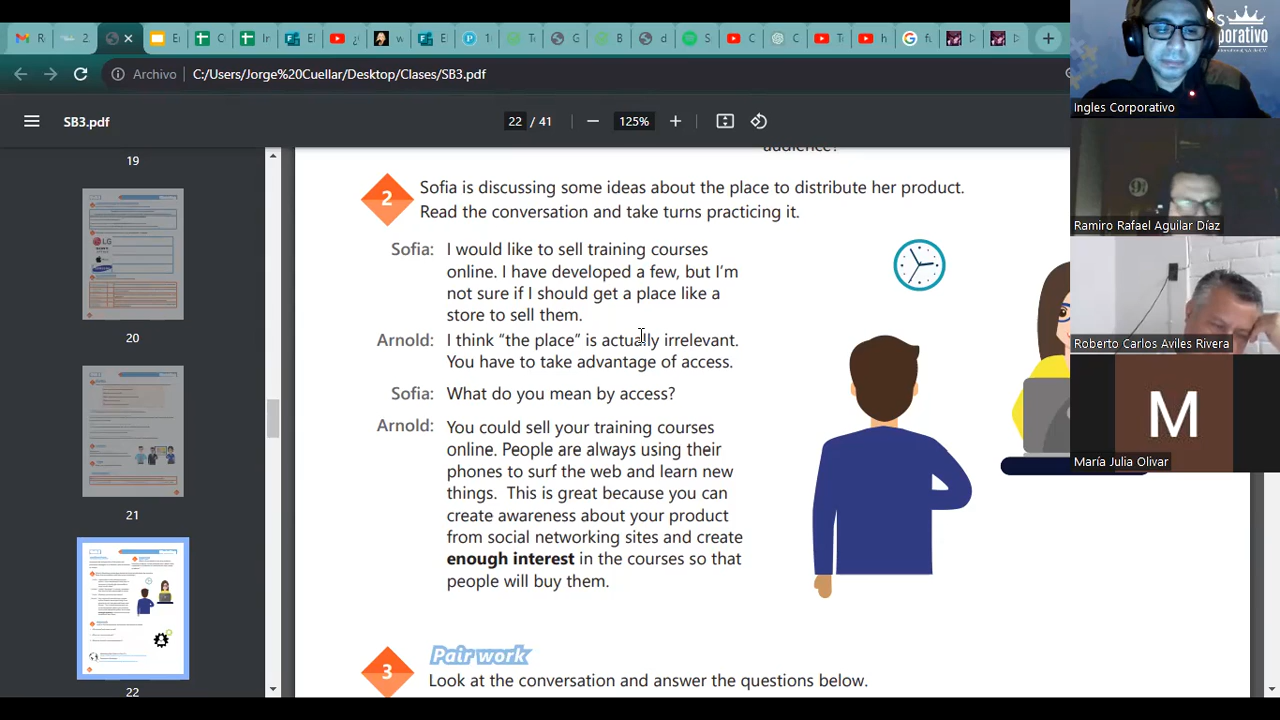 Archivo
C:/Users/Jorge%20Cuellar/Desktop/Clases/SB3.pdf
SB3.pdf
22 / 41
125%
19
20
21
22
audience?
2
Sofia is discussing some ideas about the place to distribute her product.
Read the conversation and take turns practicing it.
Sofia: I would like to sell training courses
online. I have developed a few, but I'm
not sure if I should get a place like a
store to sell them.
Arnold: I think "the place" is actually irrelevant.
You have to take advantage of access.
Sofia: What do you mean by access?
Arnold: You could sell your training courses
online. People are always using their
phones to surf the web and learn new
things. This is great because you can
create awareness about your product
from social networking sites and create
enough interest in the courses so that
people will buy them.
3
Pair work
Look at the conversation and answer the questions below.
Ingles Corporativo
Ramiro Rafael Aguilar Díaz
Roberto Carlos Aviles Rivera
M
María Julia Olivar